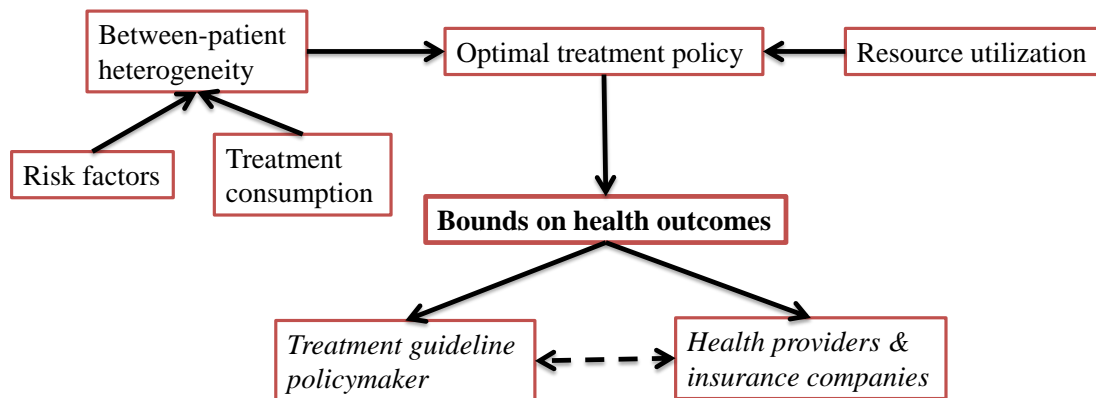 Between-patient
heterogeneity
Optimal treatment policy
Resource utilization
Risk factors
Treatment
consumption
Bounds on health outcomes
Treatment guideline
policymaker
Health providers &
insurance companies